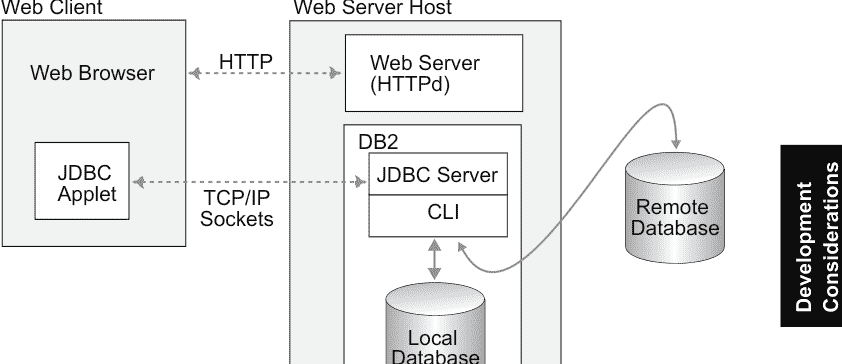 Web Client
Web Server Host
Web Browser
HTTP
Web Server
(HTTPd)
DB2
JDBC
Applet
TCP/IP
Sockets
JDBC Server
CLI
Remote
Database
Local
Database
Development
Considerations